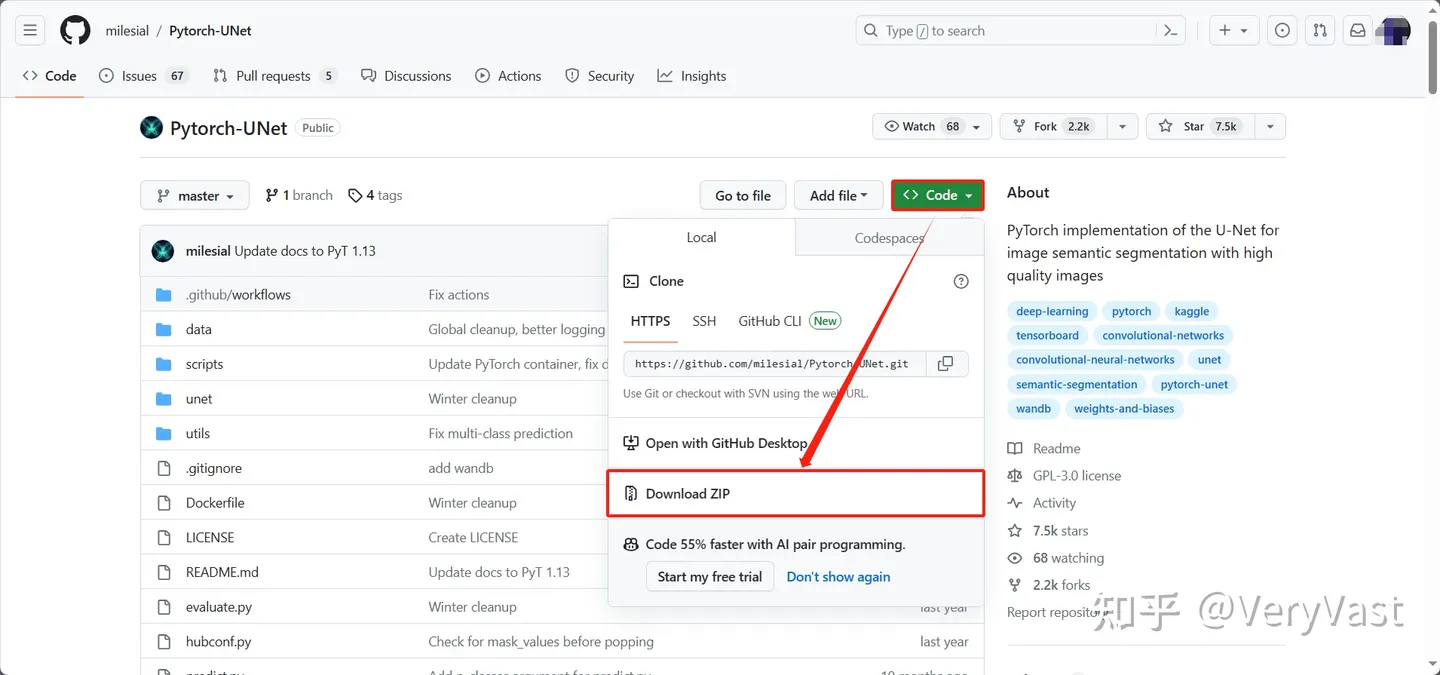 milesial / Pytorch-UNet
Type / to search
Code
Issues 67
Pull requests 5
Discussions
Actions
Security
Insights
Pytorch-UNet Public
Watch 68
Fork 2.2k
Star 7.5k
master
1 branch
4 tags
Go to file
Add file
Code
milesial Update docs to PyT 1.13
.github/workflows Fix actions
data Global cleanup, better logging
scripts Update PyTorch container, fix d
unet Winter cleanup
utils Fix multi-class prediction
.gitignore add wandb
Dockerfile Winter cleanup
LICENSE Create LICENSE
README.md Update docs to PyT 1.13
evaluate.py Winter cleanup last year
hubconf.py Check for mask_values before popping last year
Local
Codespaces
Clone
HTTPS SSH GitHub CLI New
https://github.com/milesial/Pytorch-UNet.git
Use Git or checkout with SVN using the web URL.
Open with GitHub Desktop
Download ZIP
Code 55% faster with AI pair programming.
Start my free trial Don't show again
About
PyTorch implementation of the U-Net for
image semantic segmentation with high
quality images
deep-learning pytorch kaggle
tensorboard convolutional-networks
convolutional-neural-networks unet
semantic-segmentation pytorch-unet
wandb weights-and-biases
Readme
GPL-3.0 license
Activity
7.5k stars
68 watching
2.2k forks
Report repository
知乎 @VeryVast